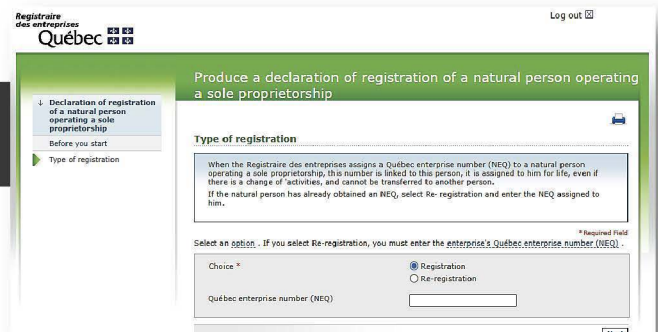 Registraire
des entreprises
Québec
Log out
Produce a declaration of registration of a natural person operating
a sole proprietorship
↓ Declaration of registration
of a natural person
operating a sole
proprietorship
Before you start
Type of registration
Type of registration
When the Registraire des entreprises assigns a Québec enterprise number (NEQ) to a natural person
operating a sole proprietorship, this number is linked to this person, it is assigned to him for life, even if
there is a change of 'activities, and cannot be transferred to another person.
If the natural person has already obtained an NEQ, select Re- registration and enter the NEQ assigned to
him.
* Required Field
Select an option . If you select Re-registration, you must enter the enterprise's Québec enterprise number (NEQ) .
Choice *
Registration
Re-registration
Québec enterprise number (NEQ)